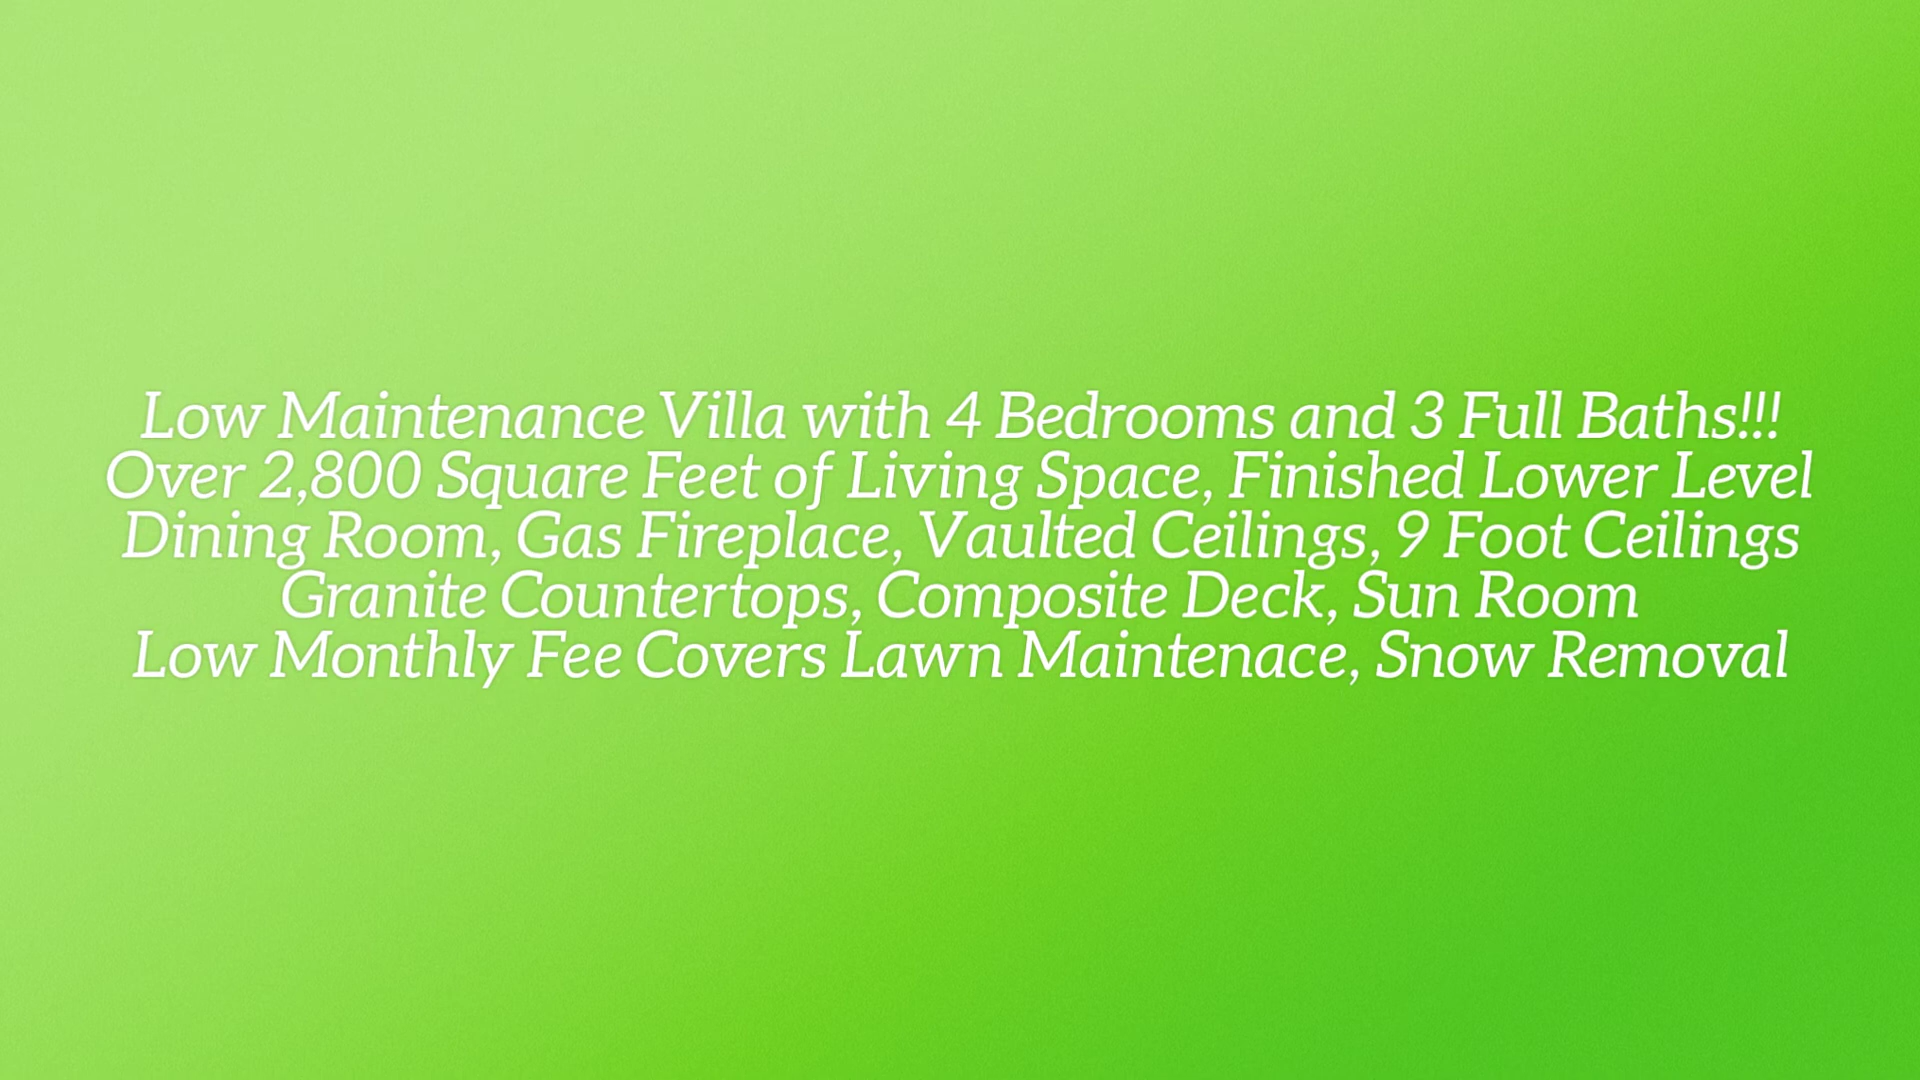 Low Maintenance Villa with 4 Bedrooms and 3 Full Baths!!!
Over 2,800 Square Feet of Living Space, Finished Lower Level
Dining Room, Gas Fireplace, Vaulted Ceilings, 9 Foot Ceilings
Granite Countertops, Composite Deck, Sun Room
Low Monthly Fee Covers Lawn Maintenace, Snow Removal